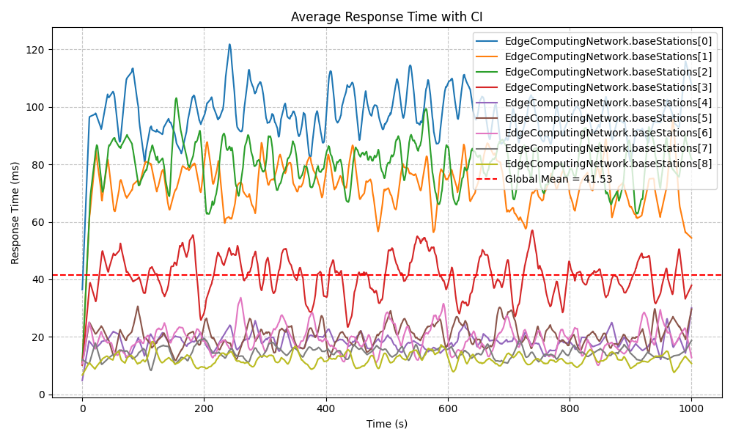 Average Response Time with CI
EdgeComputingNetwork.baseStations[0]
EdgeComputingNetwork.baseStations[1]
EdgeComputingNetwork.baseStations[2]
EdgeComputingNetwork.baseStations[3]
EdgeComputingNetwork.baseStations[4]
EdgeComputingNetwork.baseStations[5]
EdgeComputingNetwork.baseStations[6]
EdgeComputingNetwork.baseStations[7]
EdgeComputingNetwork.baseStations[8]
Global Mean = 41.53
Response Time (ms)
120
100
80
60
40
20
0
0 200 400 600 800 1000
Time (s)